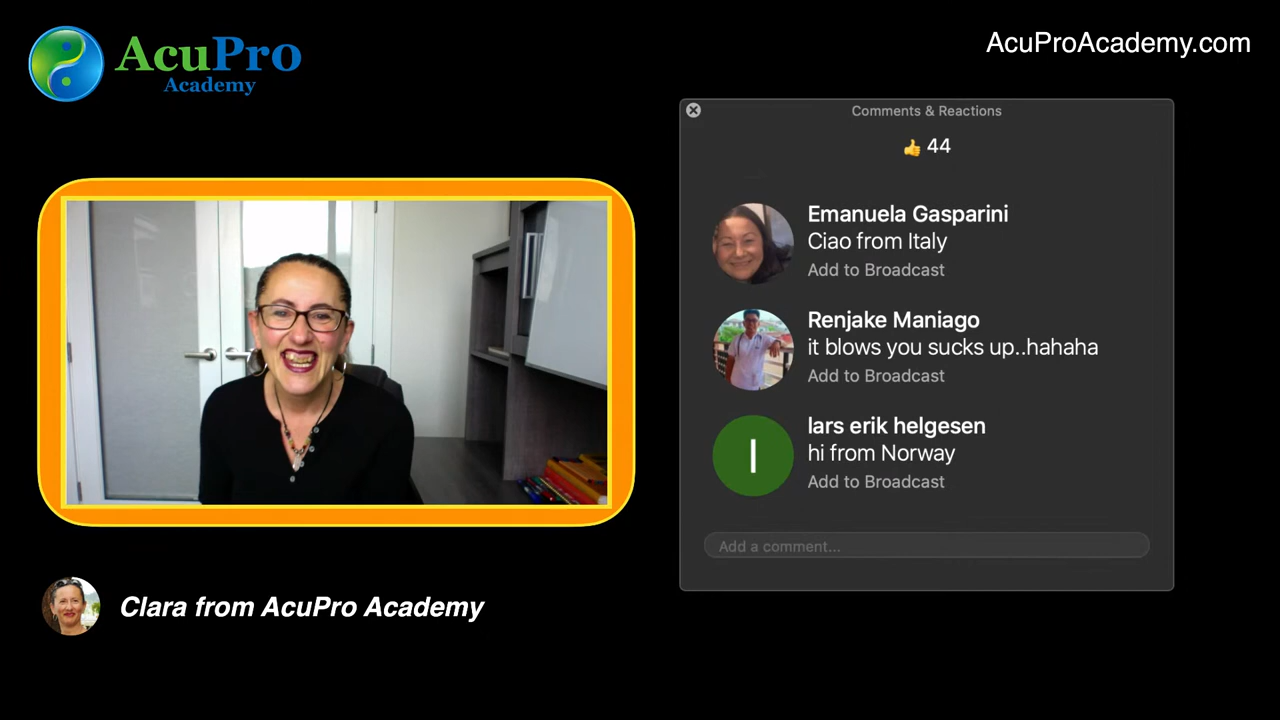 AcuPro
Academy
AcuProAcademy.com
Comments & Reactions
👍 44
Emanuela Gasparini
Ciao from Italy
Add to Broadcast
Renjake Maniago
it blows you sucks up..hahaha
Add to Broadcast
l
lars erik helgesen
hi from Norway
Add to Broadcast
Add a comment...
Clara from AcuPro Academy